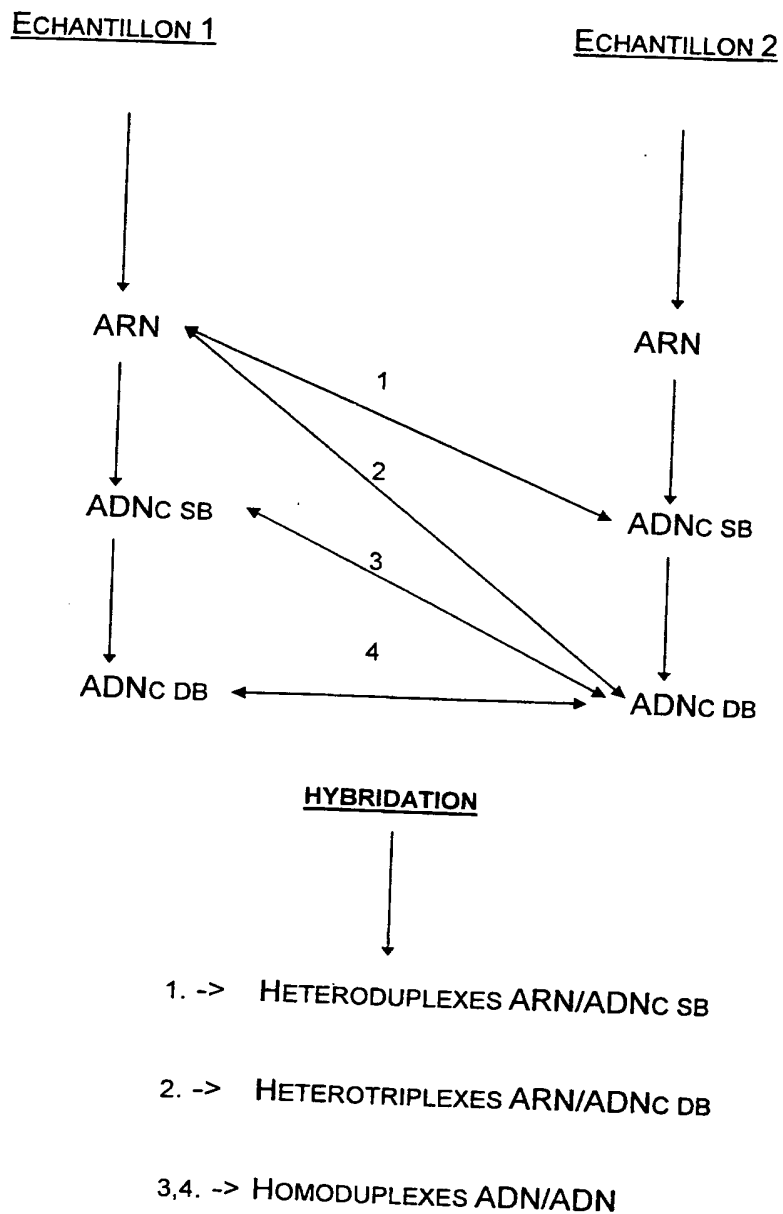 ECHANTILLON 1
ECHANTILLON 2
ARN
ARN
1
2
ADNC SB
ADNC SB
3
4
ADNC DB
ADNC DB
HYBRIDATION
1. -> HETERODUPLEXES ARN/ADNC SB
2. -> HETEROTRIPLEXES ARN/ADNC DB
3,4. -> HOMODUPLEXES ADN/ADN